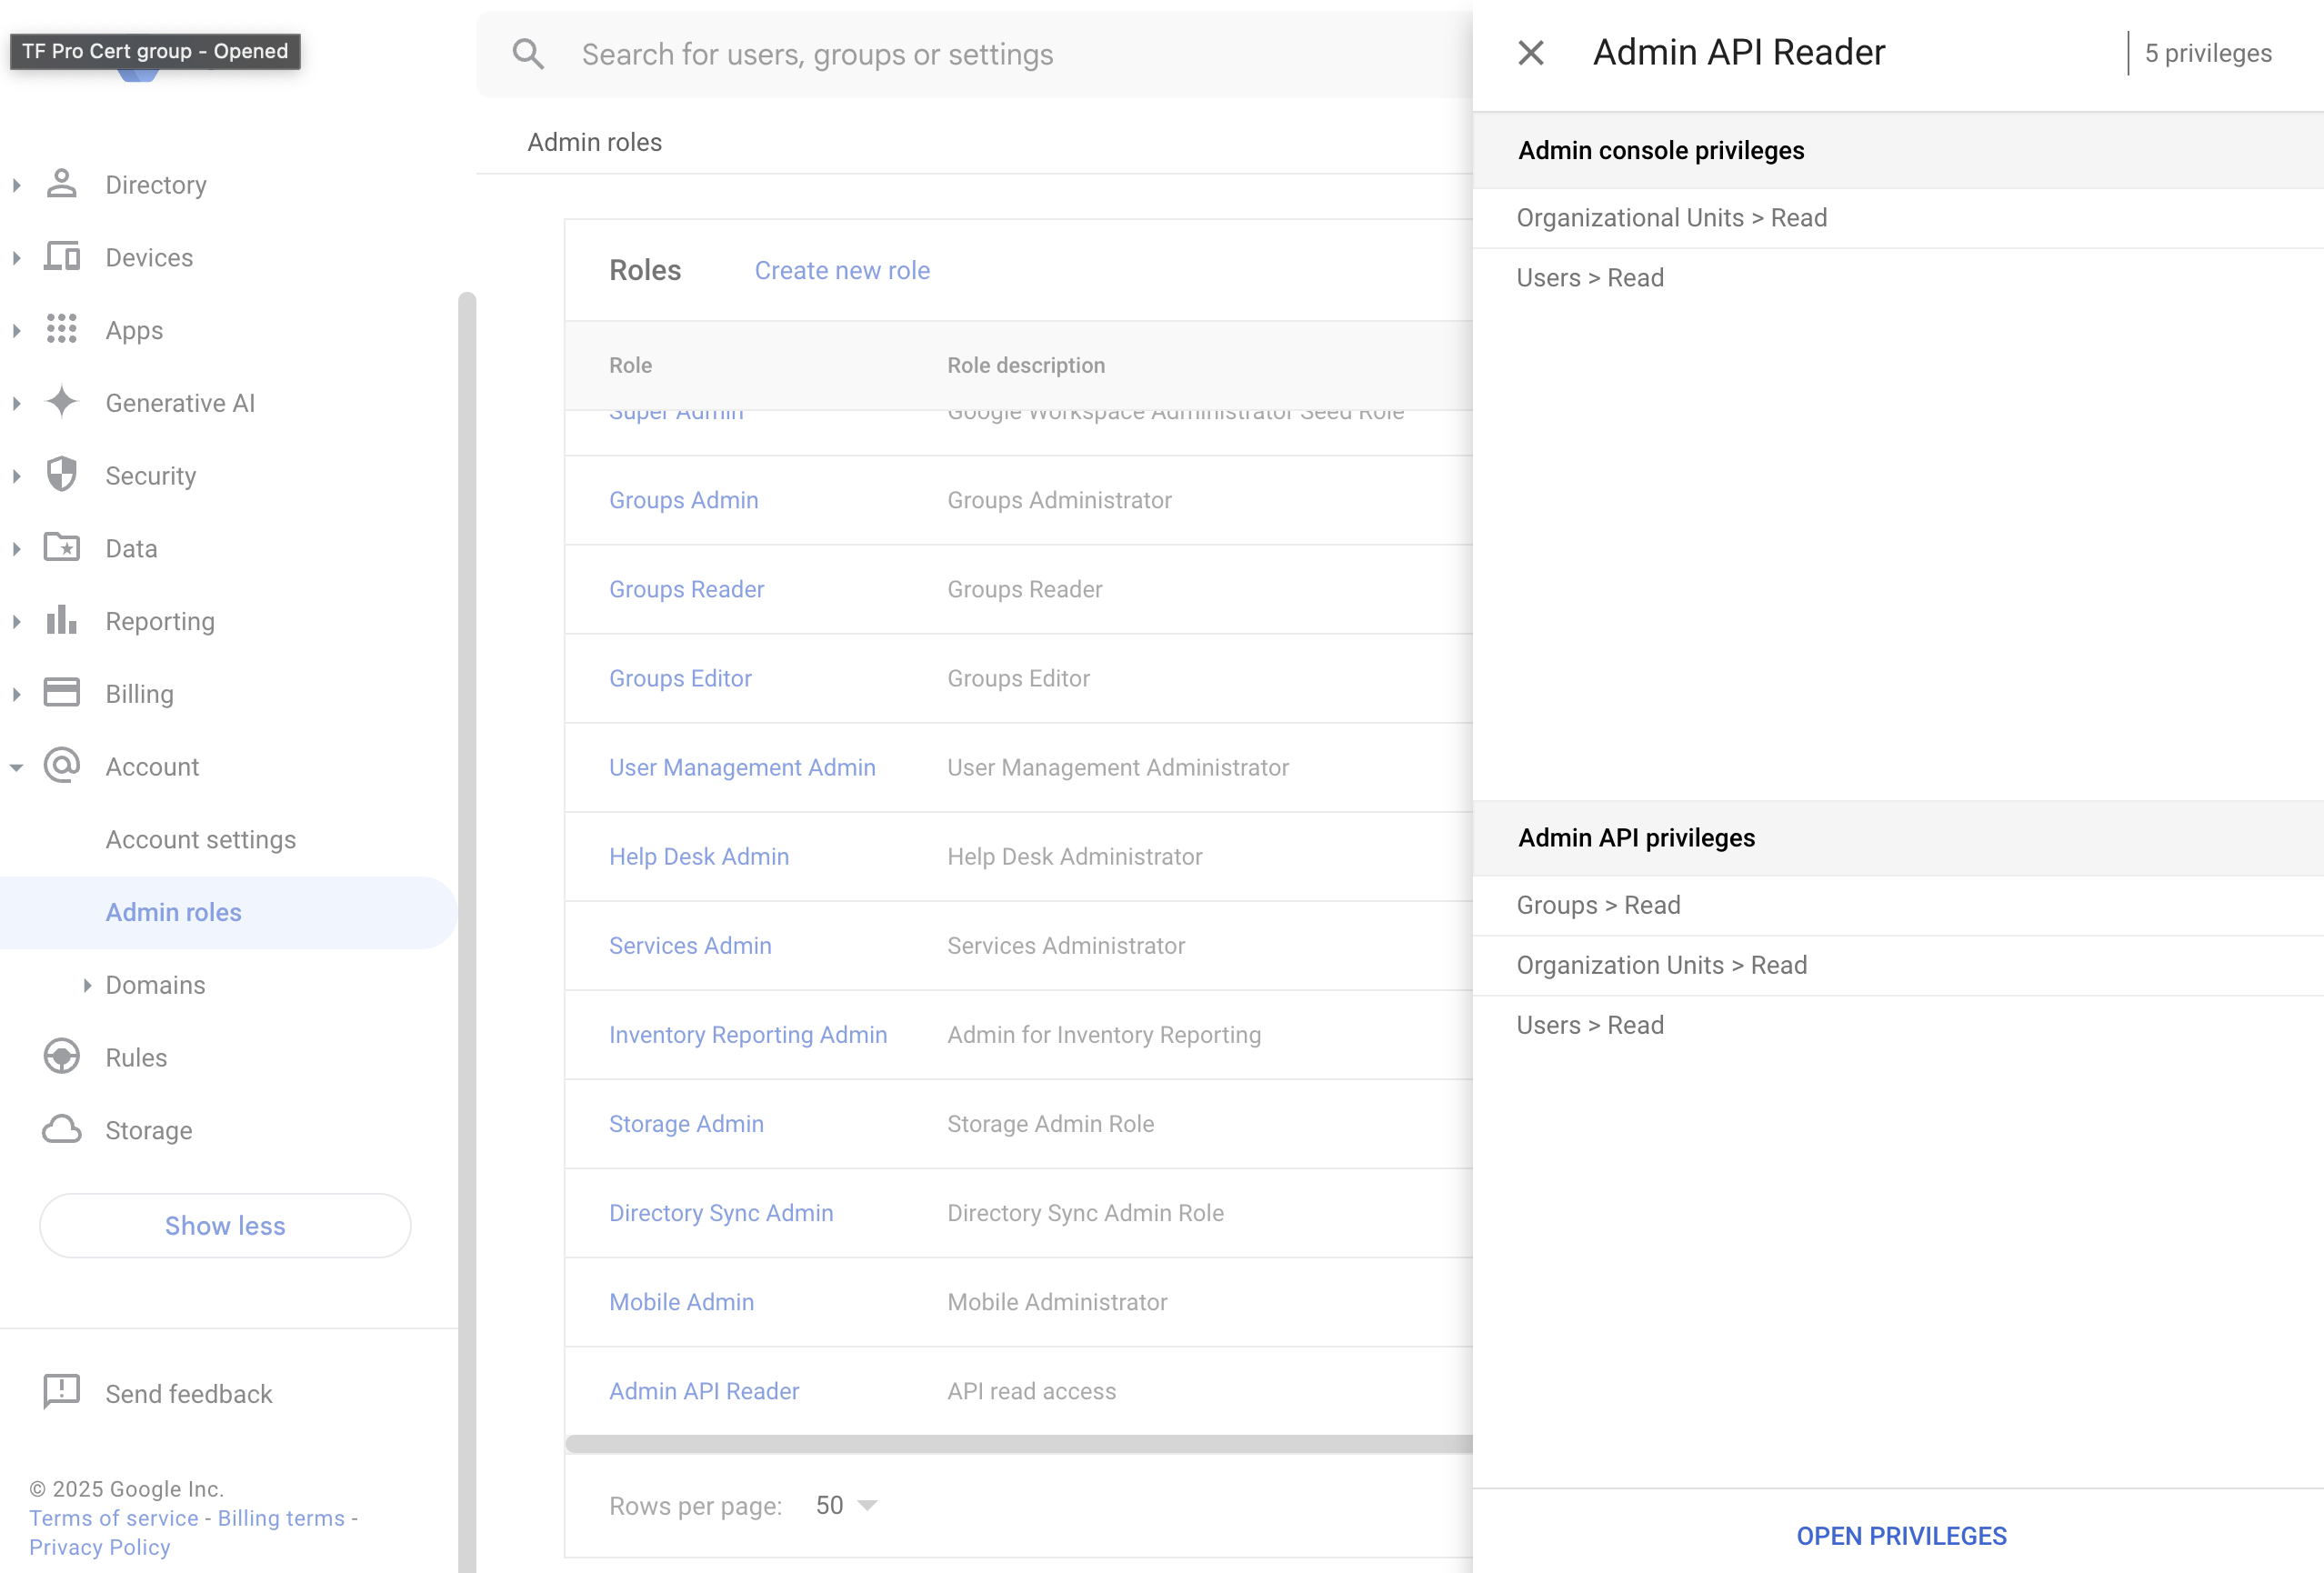 TF Pro Cert group - Opened
Search for users, groups or settings
Admin roles
Directory
Devices
Apps
Generative AI
Security
Data
Reporting
Billing
Account
Account settings
Admin roles
Domains
Rules
Storage
Show less
Send feedback
© 2025 Google Inc.
Terms of service - Billing terms -
Privacy Policy
Roles Create new role
Role Role description
Super Admin Google Workspace Administrator Seed Role
Groups Admin Groups Administrator
Groups Reader Groups Reader
Groups Editor Groups Editor
User Management Admin User Management Administrator
Help Desk Admin Help Desk Administrator
Services Admin Services Administrator
Inventory Reporting Admin Admin for Inventory Reporting
Storage Admin Storage Admin Role
Directory Sync Admin Directory Sync Admin Role
Mobile Admin Mobile Administrator
Admin API Reader API read access
Rows per page: 50
Admin API Reader 5 privileges
Admin console privileges
Organizational Units > Read
Users > Read
Admin API privileges
Groups > Read
Organization Units > Read
Users > Read
OPEN PRIVILEGES